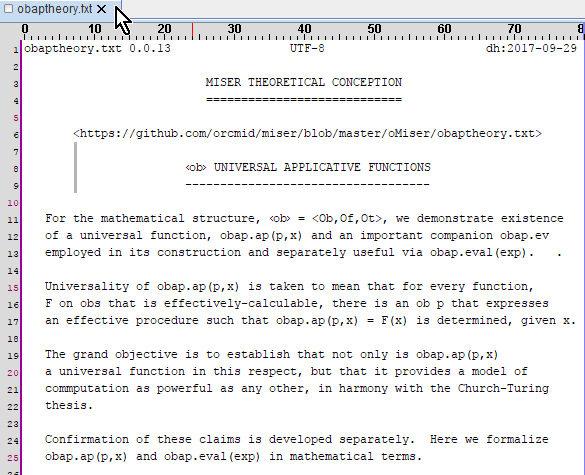 obaptheory.txt
0 10 20 30 40 50 60 70 8
1 obaptheory.txt 0.0.13 UTF-8 dh:2017-09-29
2
3 MISER THEORETICAL CONCEPTION
4 ============================
5
6 <https://github.com/orcmid/miser/blob/master/oMiser/obaptheory.txt>
7
8 <ob> UNIVERSAL APPLICATIVE FUNCTIONS
9 -----------------------------------
10
11 For the mathematical structure, <ob> = <Ob,Of,Ot>, we demonstrate existence
12 of a universal function, obap.ap(p,x) and an important companion obap.ev
13 employed in its construction and separately useful via obap.eval(exp). .
14
15 Universality of obap.ap(p,x) is taken to mean that for every function,
16 F on obs that is effectively-calculable, there is an ob p that expresses
17 an effective procedure such that obap.ap(p,x) = F(x) is determined, given x.
18
19 The grand objective is to establish that not only is obap.ap(p,x)
20 a universal function in this respect, but that it provides a model of
21 commputation as powerful as any other, in harmony with the Church-Turing
22 thesis.
23
24 Confirmation of these claims is developed separately. Here we formalize
25 obap.ap(p,x) and obap.eval(exp) in mathematical terms.